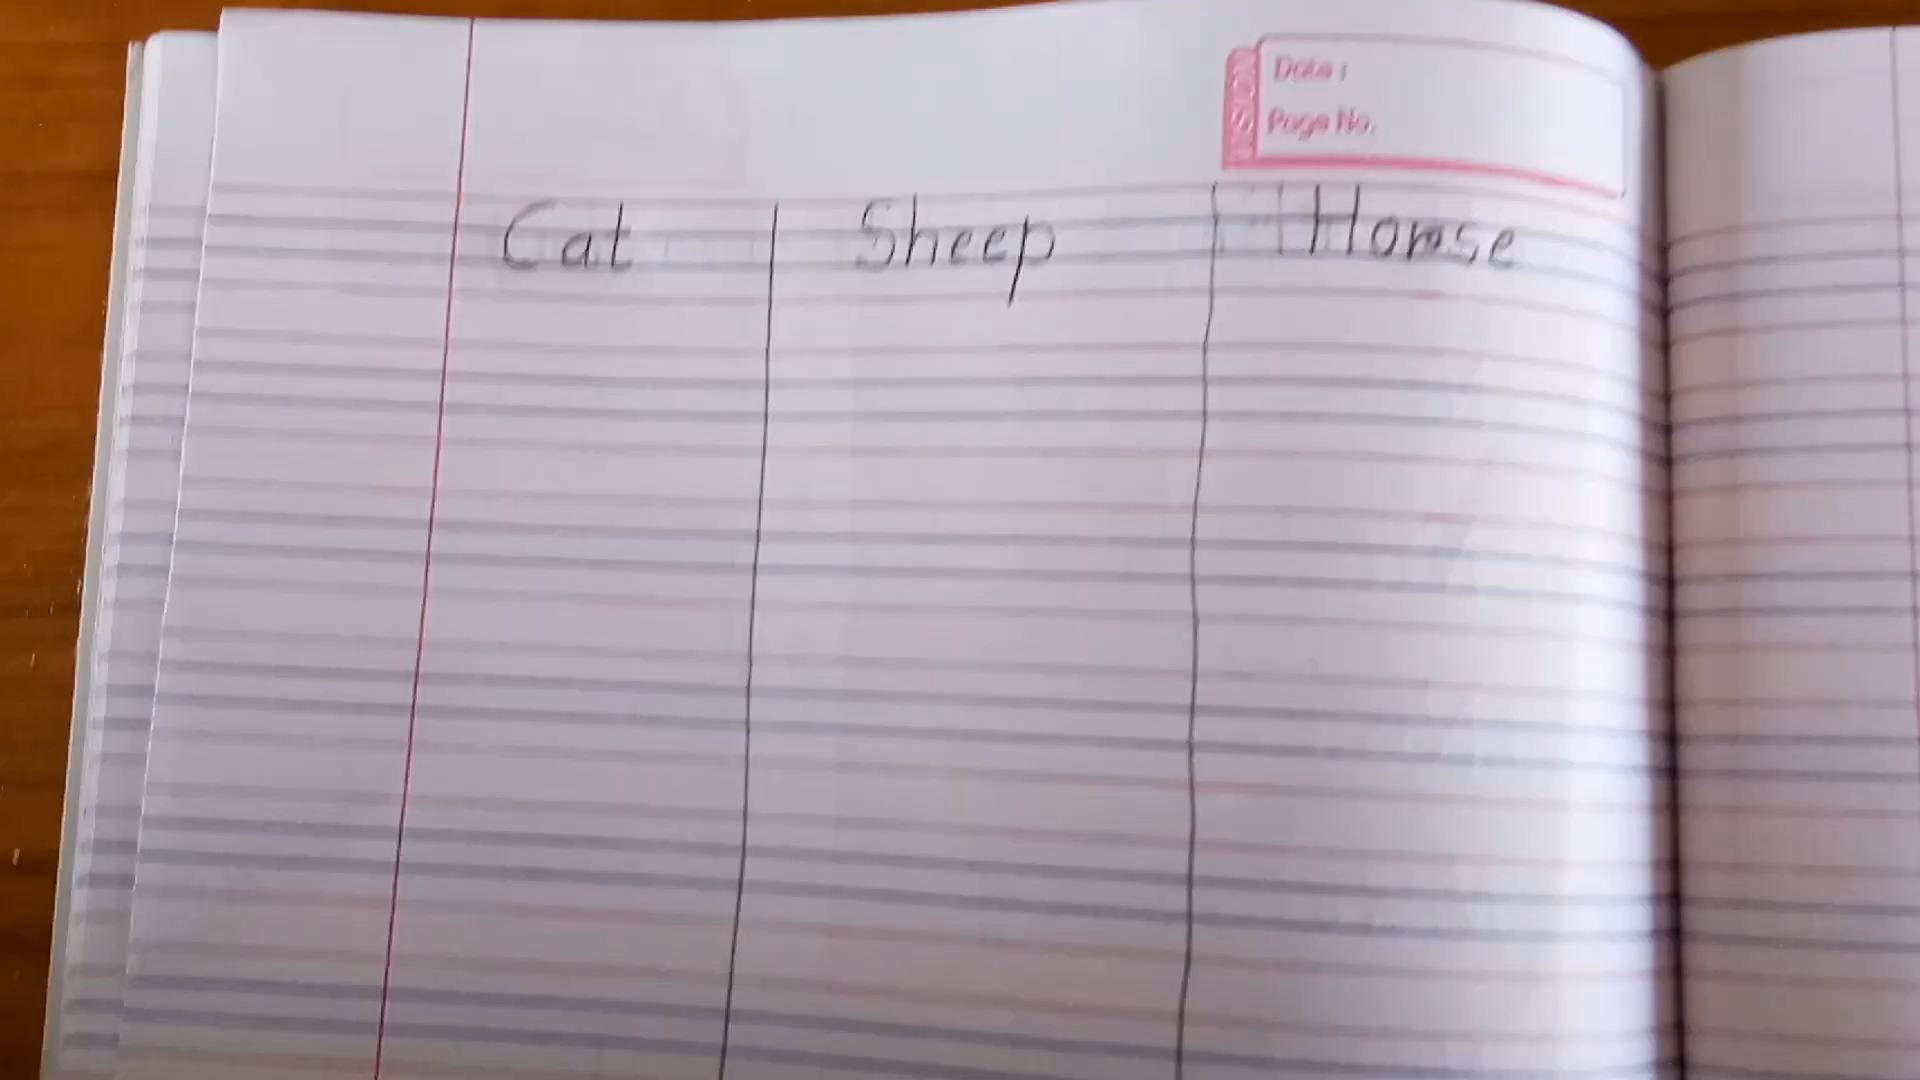 Date :
Page No.
Cat Sheep Horse